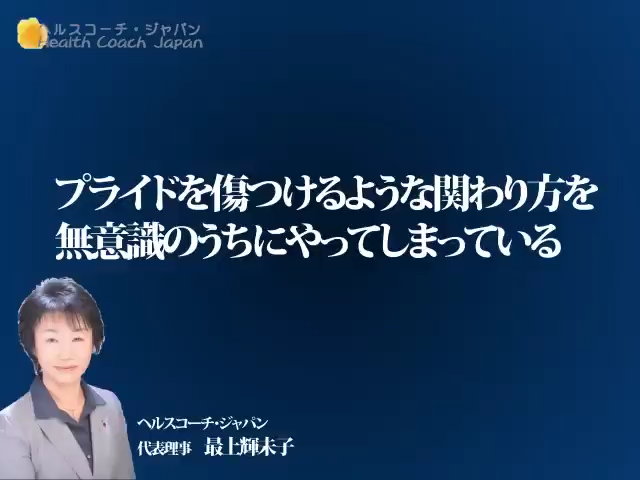 ヘルスコーチ・ジャパン
Health Coach Japan
プライドを傷つけるような関わり方を
無意識のうちにやってしまっている
ヘルスコーチ・ジャパン
代表理事 最上輝未子